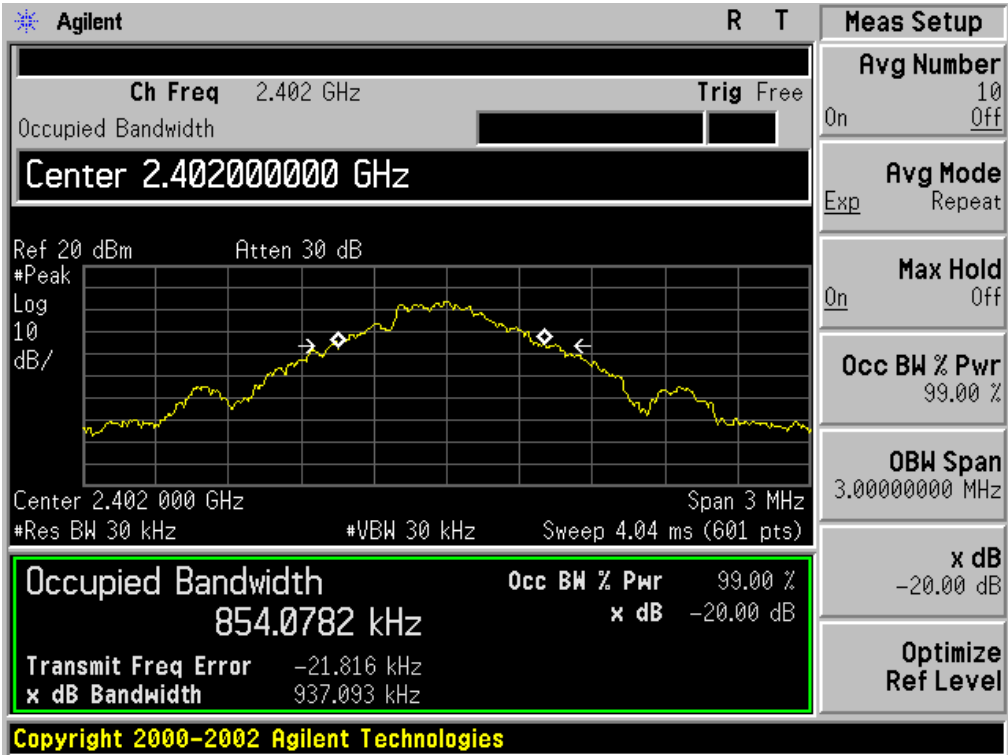 Agilent R T
Ch Freq 2.402 GHz Trig Free
Occupied Bandwidth
Center 2.402000000 GHz
Ref 20 dBm Atten 30 dB
#Peak
Log
10
dB/
Center 2.402 000 GHz Span 3 MHz
#Res BW 30 kHz #VBW 30 kHz Sweep 4.04 ms (601 pts)
Occupied Bandwidth Occ BW % Pwr 99.00 %
854.0782 kHz x dB -20.00 dB
Transmit Freq Error -21.816 kHz
x dB Bandwidth 937.093 kHz
Copyright 2000-2002 Agilent Technologies
Meas Setup
Avg Number
10
On Off
Avg Mode
Exp Repeat
Max Hold
On Off
Occ BW % Pwr
99.00 %
OBW Span
3.00000000 MHz
x dB
-20.00 dB
Optimize
Ref Level